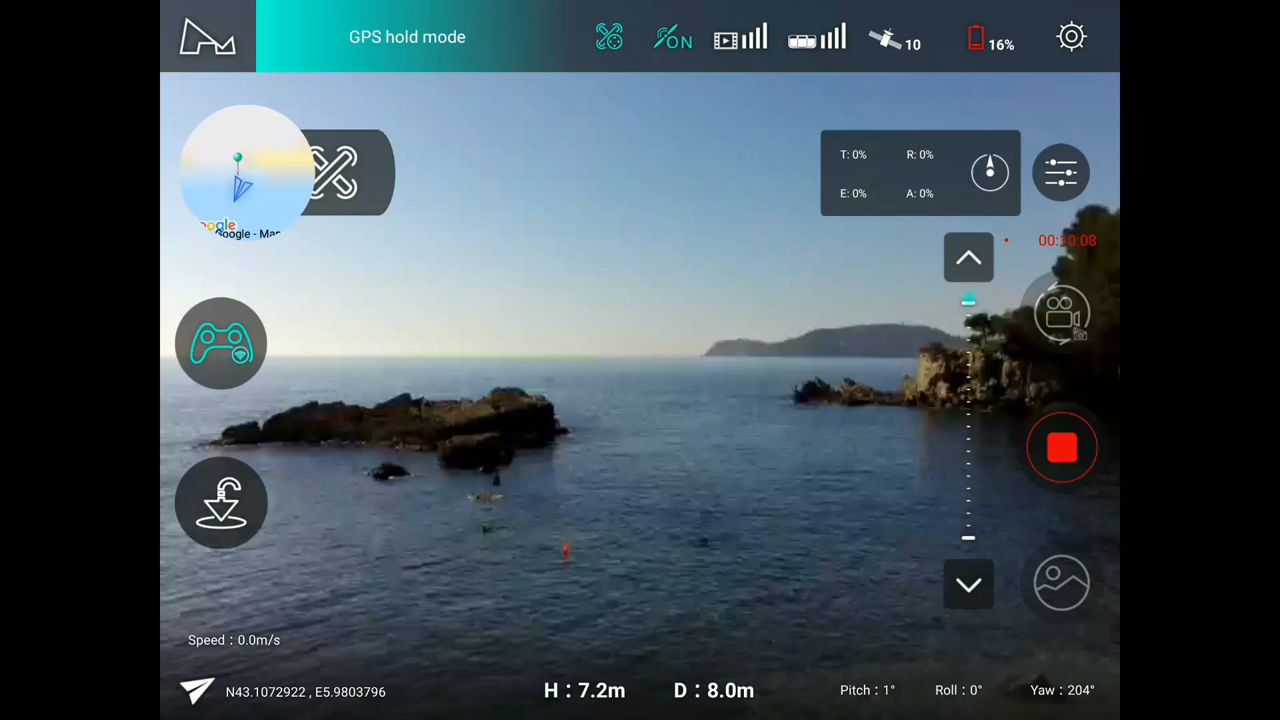 GPS hold mode
ON
10
16%
T: 0%
R: 0%
E: 0%
A: 0%
00:10:08
Google - Map
Speed : 0.0m/s
N43.1072922 , E5.9803796
H : 7.2m
D : 8.0m
Pitch : 1°
Roll : 0°
Yaw : 204°